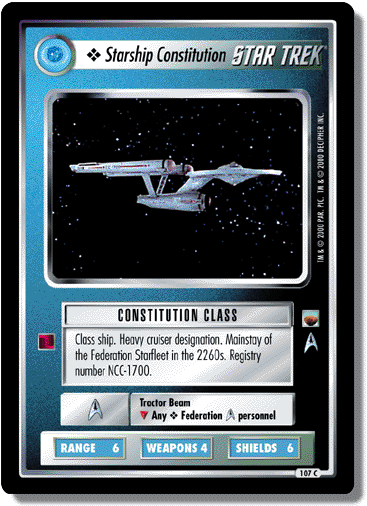 ❖ Starship Constitution STAR TREK
TM & © 2000 PAR. PIC. TM & © 2000 DECIPHER INC.
CONSTITUTION CLASS
Class ship. Heavy cruiser designation. Mainstay of
the Federation Starfleet in the 2260s. Registry
number NCC-1700.
Tractor Beam
Any ❖ Federation personnel
RANGE 6 WEAPONS 4 SHIELDS 6
107 C